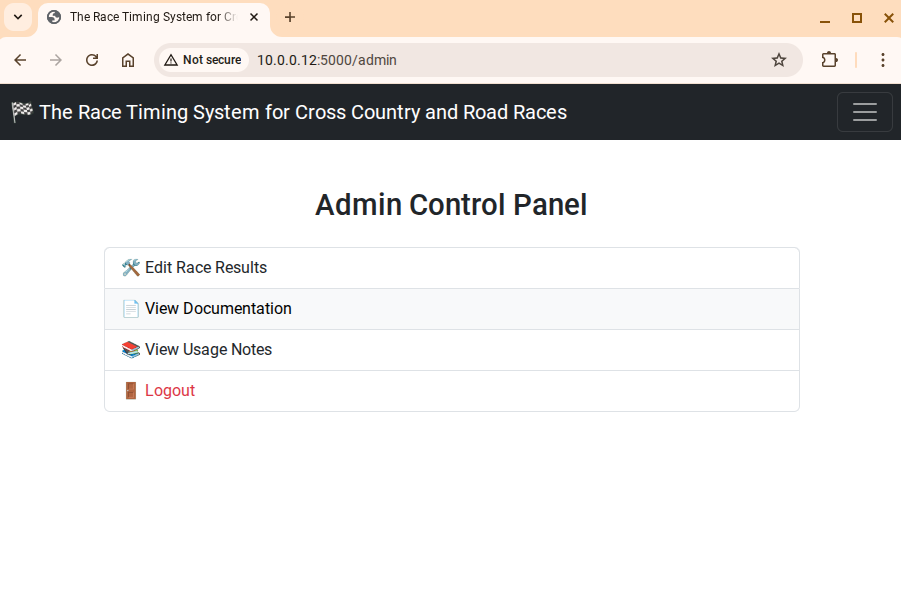 The Race Timing System for Cr
Not secure 10.0.0.12:5000/admin
The Race Timing System for Cross Country and Road Races
Admin Control Panel
Edit Race Results
View Documentation
View Usage Notes
Logout